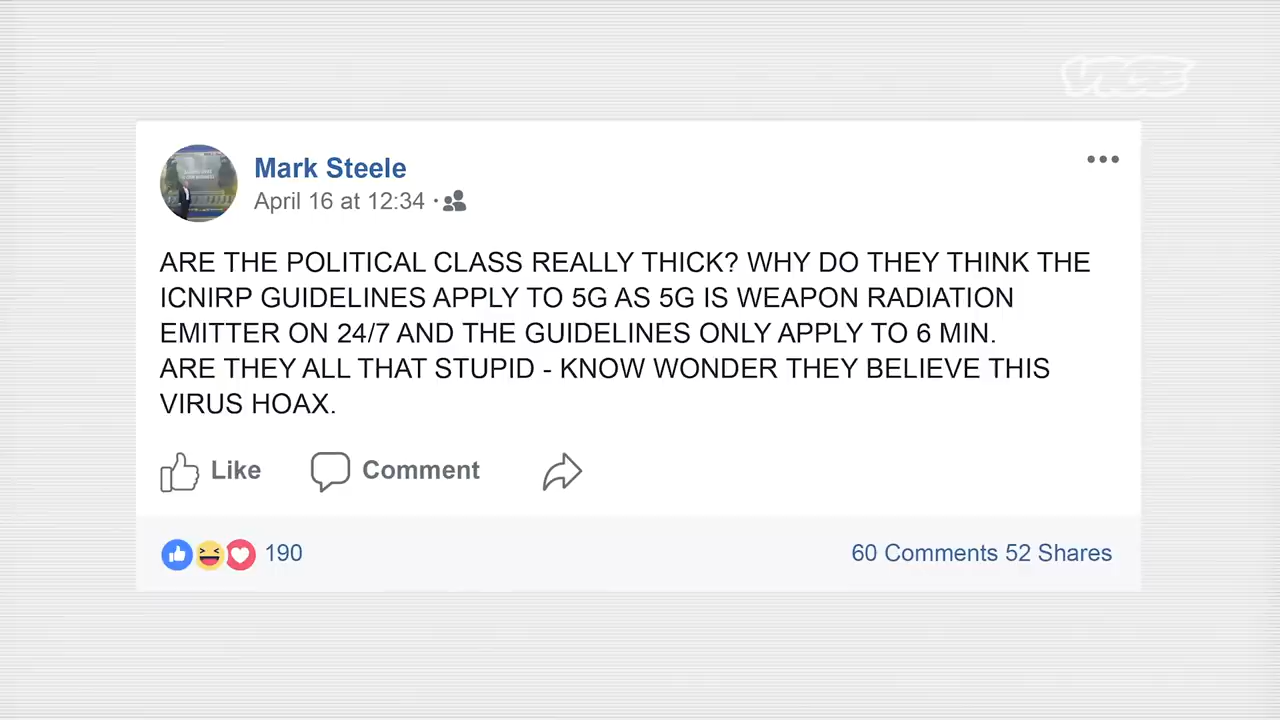 VICE
Mark Steele
April 16 at 12:34 ·
ARE THE POLITICAL CLASS REALLY THICK? WHY DO THEY THINK THE
ICNIRP GUIDELINES APPLY TO 5G AS 5G IS WEAPON RADIATION
EMITTER ON 24/7 AND THE GUIDELINES ONLY APPLY TO 6 MIN.
ARE THEY ALL THAT STUPID - KNOW WONDER THEY BELIEVE THIS
VIRUS HOAX.
Like Comment
190 60 Comments 52 Shares